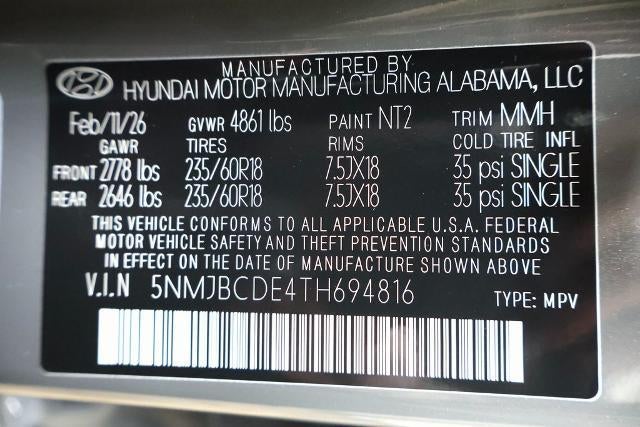 MANUFACTURED BY
HYUNDAI MOTOR MANUFACTURING ALABAMA, LLC
Feb/11/26 GVWR 4861 lbs PAINT NT2 TRIM MMH
GAWR TIRES RIMS COLD TIRE INFL
FRONT 2778 lbs 235/60R18 7.5JX18 35 psi SINGLE
REAR 2646 lbs 235/60R18 7.5JX18 35 psi SINGLE
THIS VEHICLE CONFORMS TO ALL APPLICABLE U.S.A. FEDERAL
MOTOR VEHICLE SAFETY AND THEFT PREVENTION STANDARDS
IN EFFECT ON THE DATE OF MANUFACTURE SHOWN ABOVE
V.I.N 5NMJBCDE4TH694816 TYPE: MPV